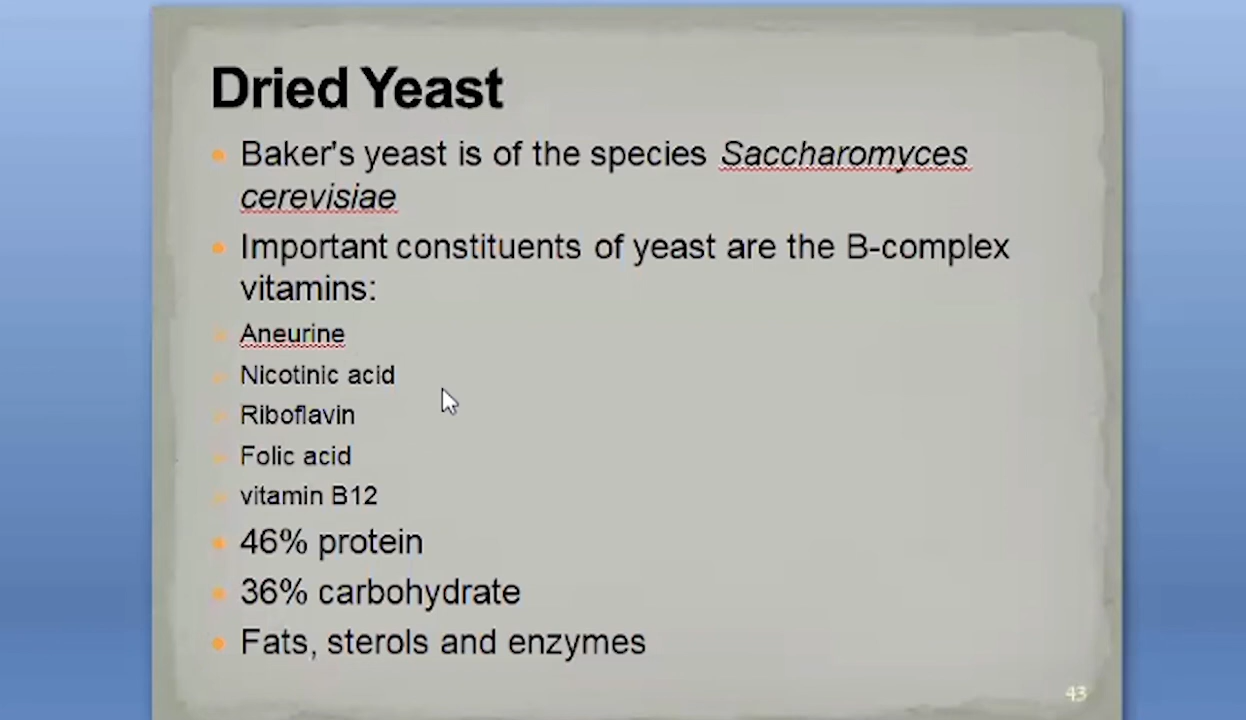 Dried Yeast
Baker's yeast is of the species Saccharomyces
cerevisiae
Important constituents of yeast are the B-complex
vitamins:
Aneurine
Nicotinic acid
Riboflavin
Folic acid
vitamin B12
46% protein
36% carbohydrate
Fats, sterols and enzymes
43